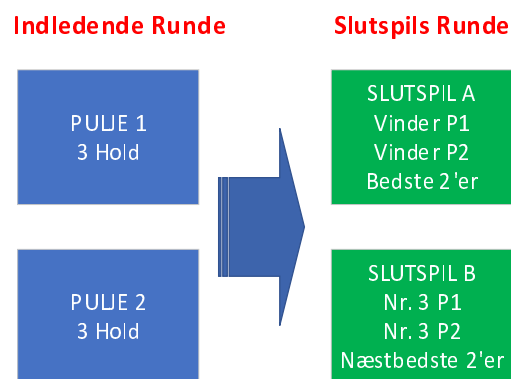 Indledende Runde
Slutspils Runde
PULJE 1
3 Hold
SLUTSPIL A
Vinder P1
Vinder P2
Bedste 2'er
PULJE 2
3 Hold
SLUTSPIL B
Nr. 3 P1
Nr. 3 P2
Næstbedste 2'er